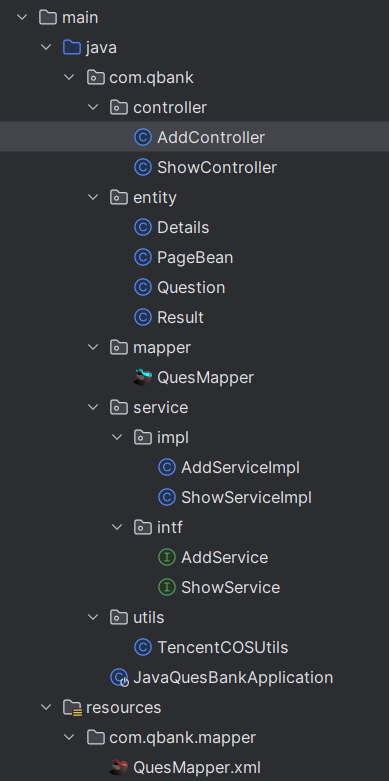 main
java
com.qbank
controller
AddController
ShowController
entity
Details
PageBean
Question
Result
mapper
QuesMapper
service
impl
AddServiceImpl
ShowServiceImpl
intf
AddService
ShowService
utils
TencentCOSUtils
JavaQuesBankApplication
resources
com.qbank.mapper
QuesMapper.xml